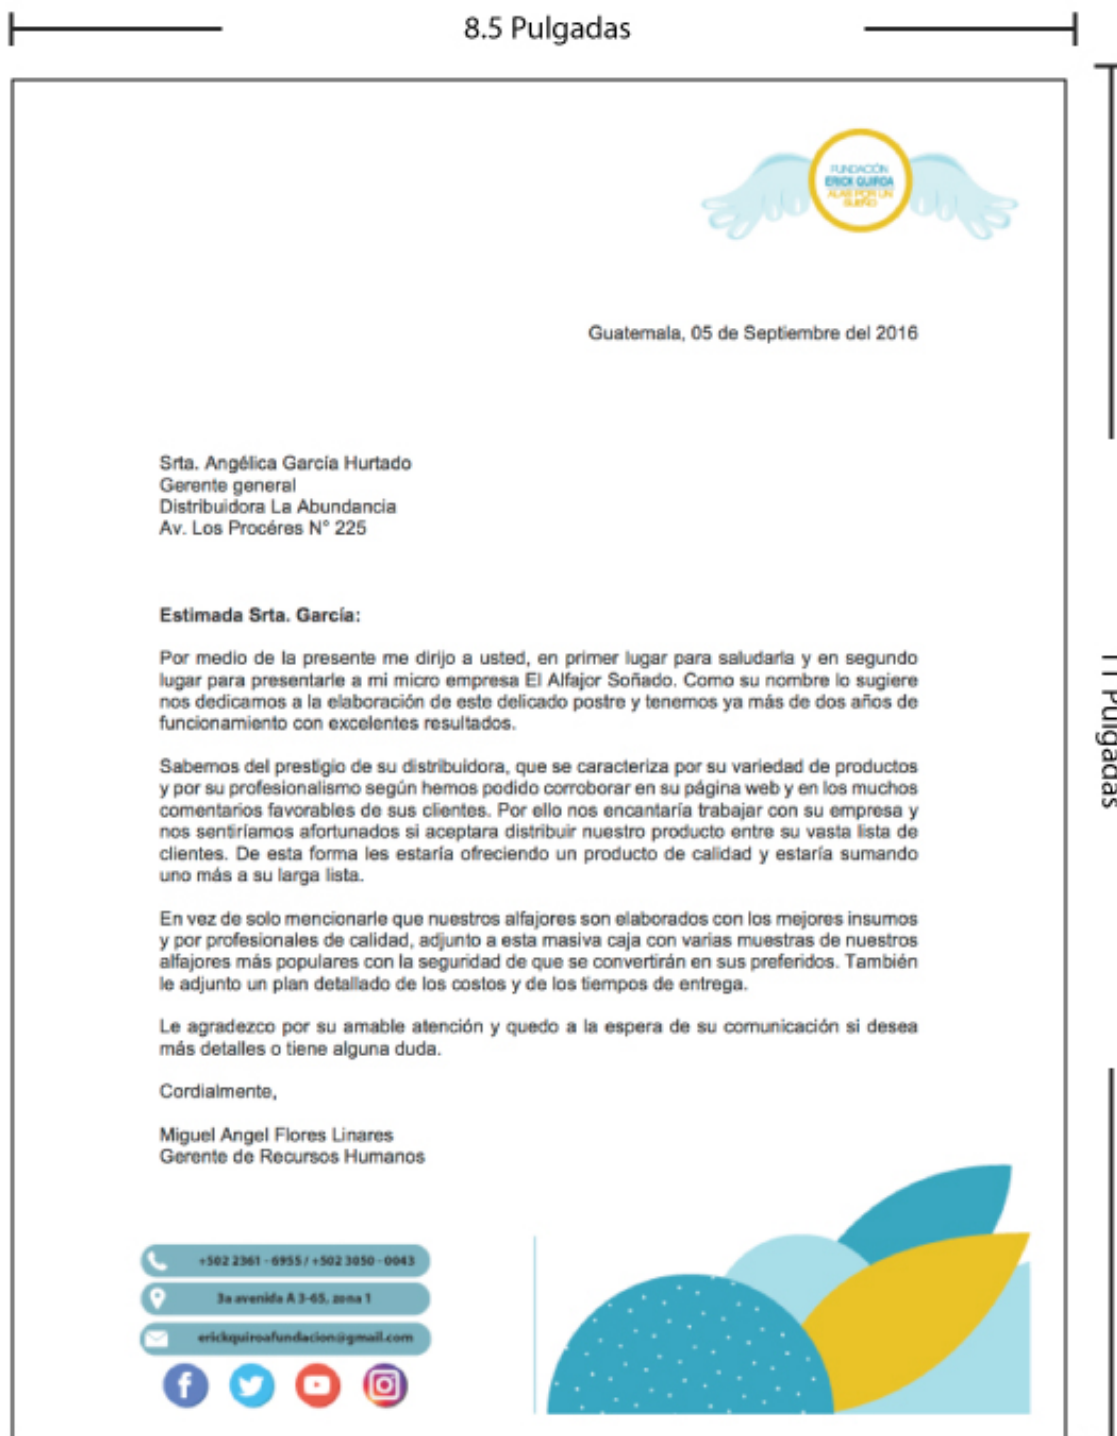 8.5 Pulgadas
FUNDACIÓN
ERICK QUIROA
ALAS POR UN
SUEÑO
Guatemala, 05 de Septiembre del 2016
Srta. Angélica García Hurtado
Gerente general
Distribuidora La Abundancia
Av. Los Procéres N° 225
Estimada Srta. García:
Por medio de la presente me dirijo a usted, en primer lugar para saludarla y en segundo
lugar para presentarle a mi micro empresa El Alfajor Soñado. Como su nombre lo sugiere
nos dedicamos a la elaboración de este delicado postre y tenemos ya más de dos años de
funcionamiento con excelentes resultados.
Sabemos del prestigio de su distribuidora, que se caracteriza por su variedad de productos
y por su profesionalismo según hemos podido corroborar en su página web y en los muchos
comentarios favorables de sus clientes. Por ello nos encantaría trabajar con su empresa y
nos sentiríamos afortunados si aceptara distribuir nuestro producto entre su vasta lista de
clientes. De esta forma les estaría ofreciendo un producto de calidad y estaría sumando
uno más a su larga lista.
En vez de solo mencionarle que nuestros alfajores son elaborados con los mejores insumos
y por profesionales de calidad, adjunto a esta masiva caja con varias muestras de nuestros
alfajores más populares con la seguridad de que se convertirán en sus preferidos. También
le adjunto un plan detallado de los costos y de los tiempos de entrega.
Le agradezco por su amable atención y quedo a la espera de su comunicación si desea
más detalles o tiene alguna duda.
Cordialmente,
Miguel Angel Flores Linares
Gerente de Recursos Humanos
+502 2361 - 6955 / +502 3050 - 0043
3a avenida A 3-65, zona 1
erickquiroafundacion@gmail.com
11 Pulgadas